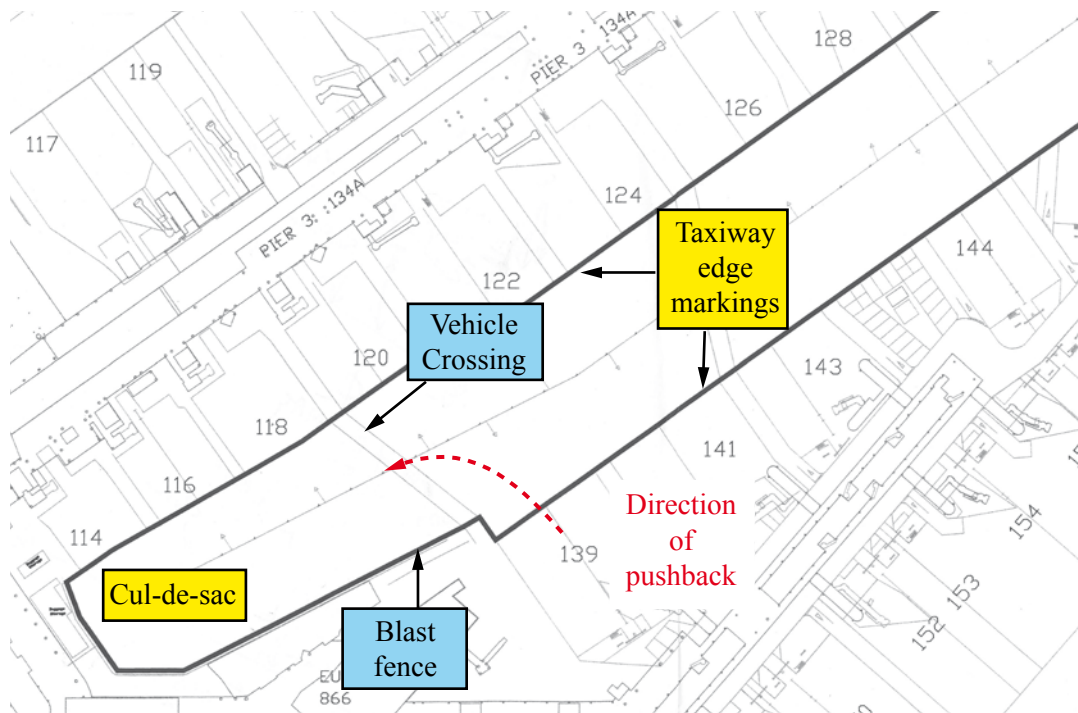 119
117
PIER 3 134A
128
126
124
122
120
118
116
114
PIER 3: :134A
Taxiway
edge
markings
Vehicle
Crossing
144
143
141
139
Direction
of
pushback
Cul-de-sac
Blast
fence
EU
866
154
153
152